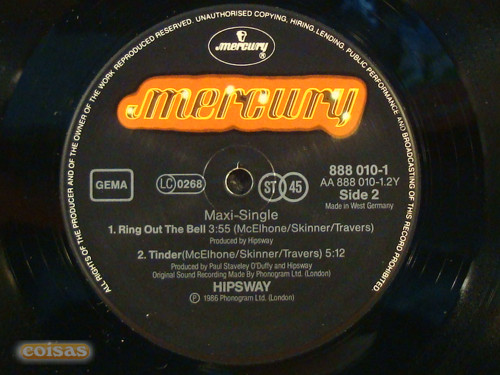 ALL RIGHTS OF THE PRODUCER AND OF THE OWNER OF THE WORK REPRODUCED RESERVED. UNAUTHORISED COPYING, HIRING, LENDING, PUBLIC PERFORMANCE AND BROADCASTING OF THIS RECORD PROHIBITED.
mercury
®
mercury
GEMA
LC 0268
ST 45
888 010-1
AA 888 010-1.2Y
Side 2
Made in West Germany
Maxi-Single
1. Ring Out The Bell 3:55 (McElhone/Skinner/Travers)
Produced by Hipsway
2. Tinder (McElhone/Skinner/Travers) 5:12
Produced by Paul Staveley O'Duffy and Hipsway
Original Sound Recording Made By Phonogram Ltd. (London)
HIPSWAY
℗ 1986 Phonogram Ltd. (London)
coisas